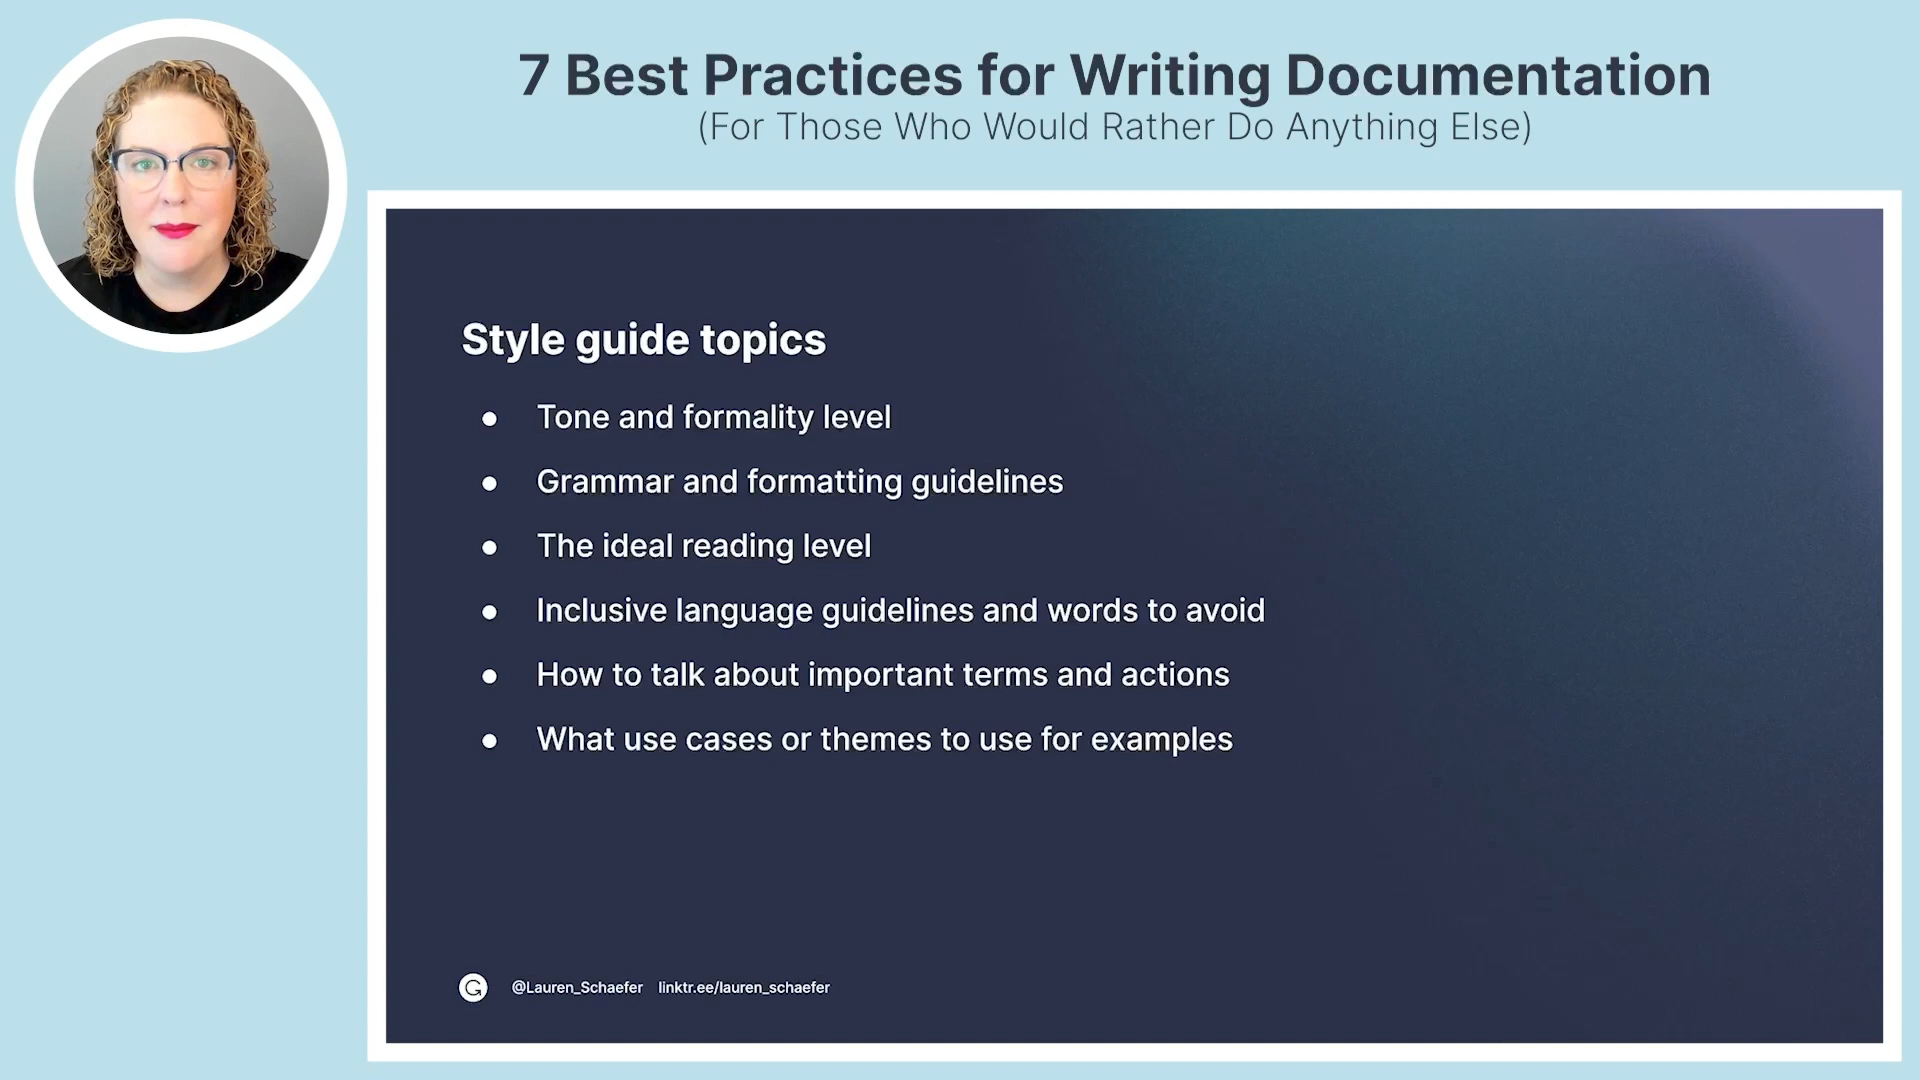 7 Best Practices for Writing Documentation
(For Those Who Would Rather Do Anything Else)
Style guide topics
● Tone and formality level
● Grammar and formatting guidelines
● The ideal reading level
● Inclusive language guidelines and words to avoid
● How to talk about important terms and actions
● What use cases or themes to use for examples
G @Lauren_Schaefer linktr.ee/lauren_schaefer